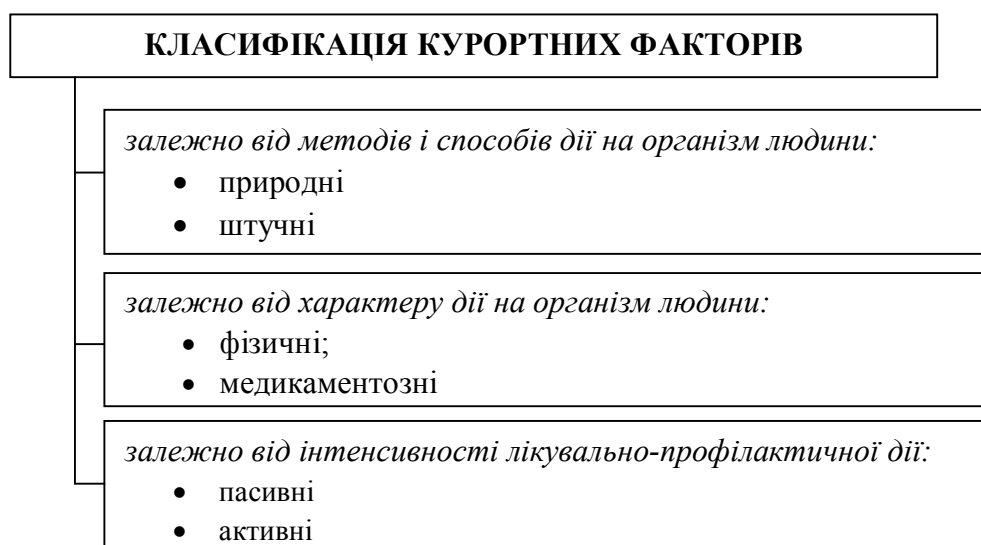 КЛАСИФІКАЦІЯ КУРОРТНИХ ФАКТОРІВ
залежно від методів і способів дії на організм людини:
• природні
• штучні
залежно від характеру дії на організм людини:
• фізичні;
• медикаментозні
залежно від інтенсивності лікувально-профілактичної дії:
• пасивні
• активні